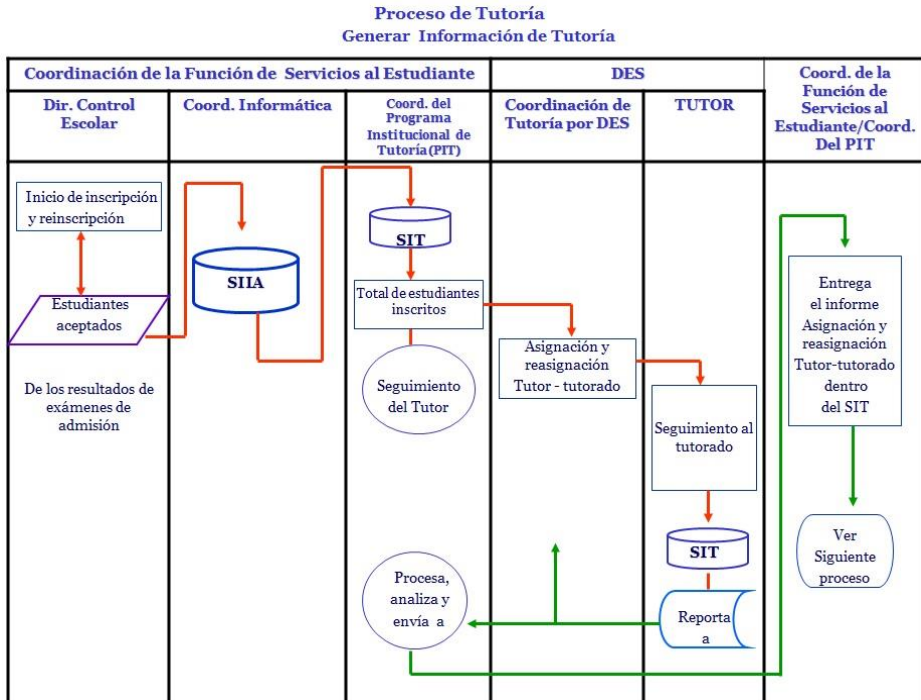 Proceso de Tutoría
Generar Información de Tutoría
Coordinación de la Función de Servicios al Estudiante
DES
Coord. de la
Función de
Servicios al
Estudiante/Coord.
Del PIT
Dir. Control
Escolar
Coord. Informática
Coord. del
Programa
Institucional de
Tutoría(PIT)
Coordinación de
Tutoría por DES
TUTOR
Inicio de inscripción
y reinscripción
Estudiantes
aceptados
De los resultados de
exámenes de
admisión
SIIA
SIT
Total de estudiantes
inscritos
Seguimiento
del Tutor
Asignación y
reasignación
Tutor - tutorado
Seguimiento al
tutorado
SIT
Reporta
a
Procesa,
analiza y
envía a
Entrega
el informe
Asignación y
reasignación
Tutor-tutorado
dentro
del SIT
Ver
Siguiente
proceso